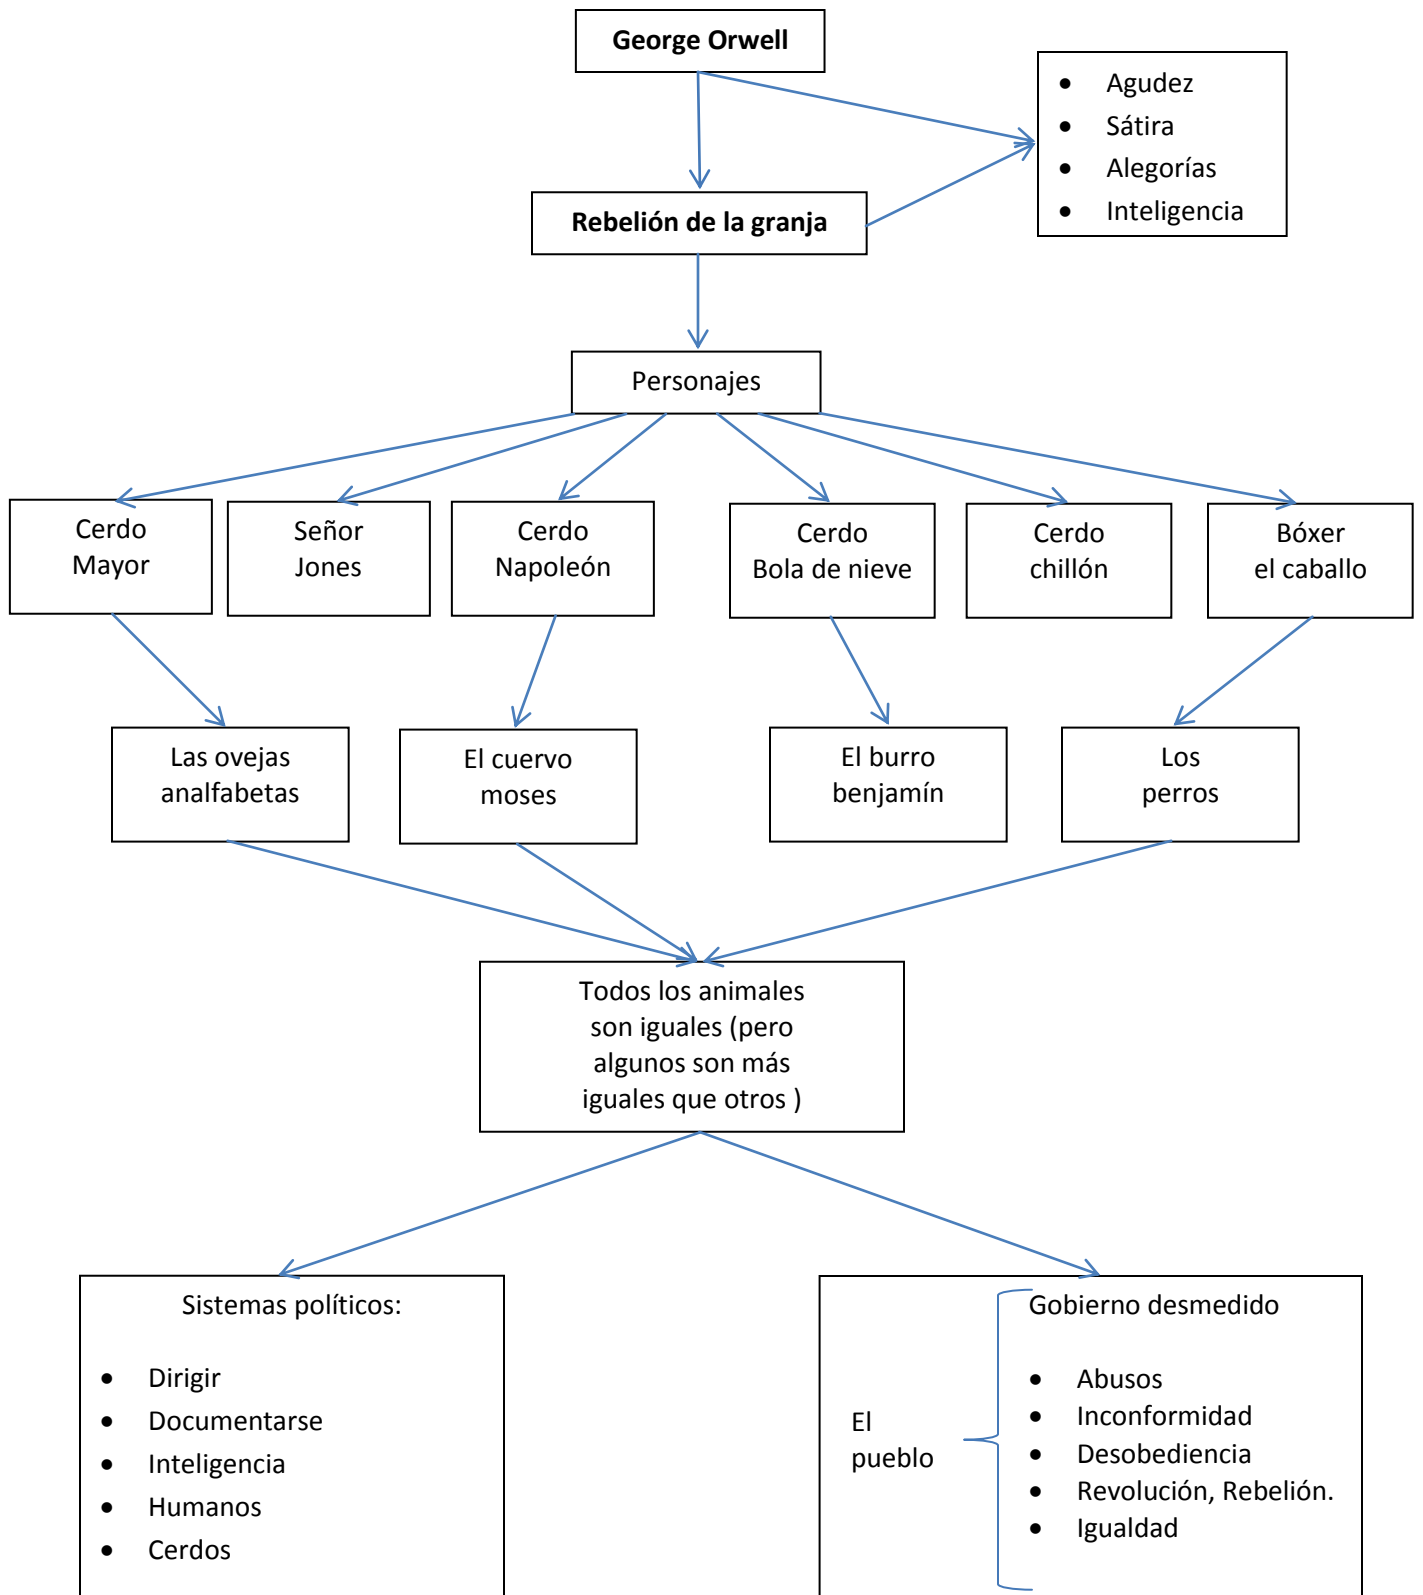 George Orwell
• Agudez
• Sátira
• Alegorías
• Inteligencia
Rebelión de la granja
Personajes
Cerdo
Mayor
Señor
Jones
Cerdo
Napoleón
Cerdo
Bola de nieve
Cerdo
chillón
Bóxer
el caballo
Las ovejas
analfabetas
El cuervo
moses
El burro
benjamín
Los
perros
Todos los animales
son iguales (pero
algunos son más
iguales que otros )
Sistemas políticos:
• Dirigir
• Documentarse
• Inteligencia
• Humanos
• Cerdos
El
pueblo
Gobierno desmedido
• Abusos
• Inconformidad
• Desobediencia
• Revolución, Rebelión.
• Igualdad